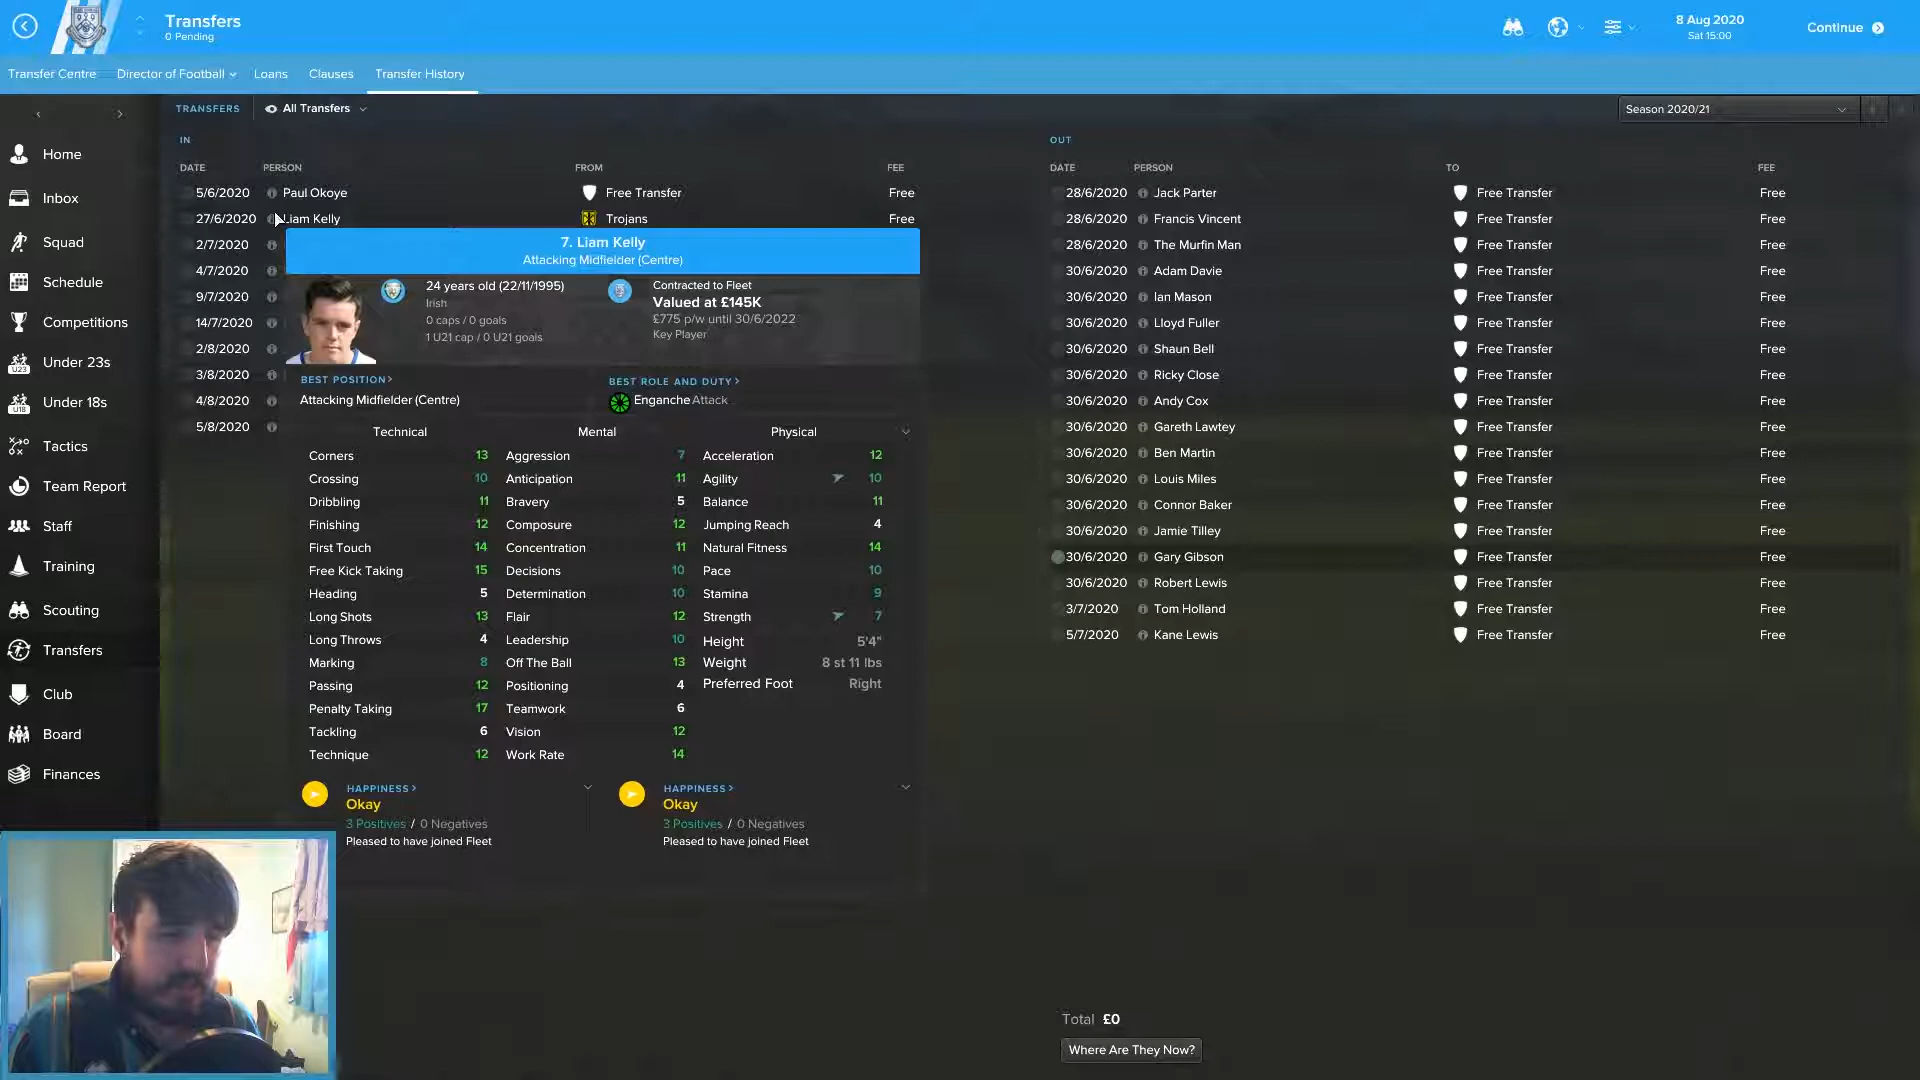 Transfers
0 Pending
8 Aug 2020
Sat 15:00
Continue
Transfer Centre
Director of Football
Loans
Clauses
Transfer History
TRANSFERS
All Transfers
Season 2020/21
Home
Inbox
Squad
Schedule
Competitions
U23
Under 23s
U18
Under 18s
Tactics
Team Report
Staff
Training
Scouting
Transfers
Club
Board
Finances
IN
DATE PERSON FROM FEE
5/6/2020 Paul Okoye Free Transfer Free
27/6/2020 Liam Kelly Trojans Free
2/7/2020
4/7/2020
9/7/2020
14/7/2020
2/8/2020
3/8/2020
4/8/2020
5/8/2020
7. Liam Kelly
Attacking Midfielder (Centre)
24 years old (22/11/1995)
Irish
0 caps / 0 goals
1 U21 cap / 0 U21 goals
Contracted to Fleet
Valued at £145K
£775 p/w until 30/6/2022
Key Player
BEST POSITION >
Attacking Midfielder (Centre)
BEST ROLE AND DUTY >
Enganche Attack
Technical Mental Physical
Corners 13 Aggression 7 Acceleration 12
Crossing 10 Anticipation 11 Agility 10
Dribbling 11 Bravery 5 Balance 11
Finishing 12 Composure 12 Jumping Reach 4
First Touch 14 Concentration 11 Natural Fitness 14
Free Kick Taking 15 Decisions 10 Pace 10
Heading 5 Determination 10 Stamina 9
Long Shots 13 Flair 12 Strength 7
Long Throws 4 Leadership 10 Height 5'4"
Marking 8 Off The Ball 13 Weight 8 st 11 lbs
Passing 12 Positioning 4 Preferred Foot Right
Penalty Taking 17 Teamwork 6
Tackling 6 Vision 12
Technique 12 Work Rate 14
HAPPINESS >
Okay
3 Positives / 0 Negatives
Pleased to have joined Fleet
HAPPINESS >
Okay
3 Positives / 0 Negatives
Pleased to have joined Fleet
OUT
DATE PERSON TO FEE
28/6/2020 Jack Parter Free Transfer Free
28/6/2020 Francis Vincent Free Transfer Free
28/6/2020 The Murfin Man Free Transfer Free
30/6/2020 Adam Davie Free Transfer Free
30/6/2020 Ian Mason Free Transfer Free
30/6/2020 Lloyd Fuller Free Transfer Free
30/6/2020 Shaun Bell Free Transfer Free
30/6/2020 Ricky Close Free Transfer Free
30/6/2020 Andy Cox Free Transfer Free
30/6/2020 Gareth Lawtey Free Transfer Free
30/6/2020 Ben Martin Free Transfer Free
30/6/2020 Louis Miles Free Transfer Free
30/6/2020 Connor Baker Free Transfer Free
30/6/2020 Jamie Tilley Free Transfer Free
30/6/2020 Gary Gibson Free Transfer Free
30/6/2020 Robert Lewis Free Transfer Free
3/7/2020 Tom Holland Free Transfer Free
5/7/2020 Kane Lewis Free Transfer Free
Total £0
Where Are They Now?